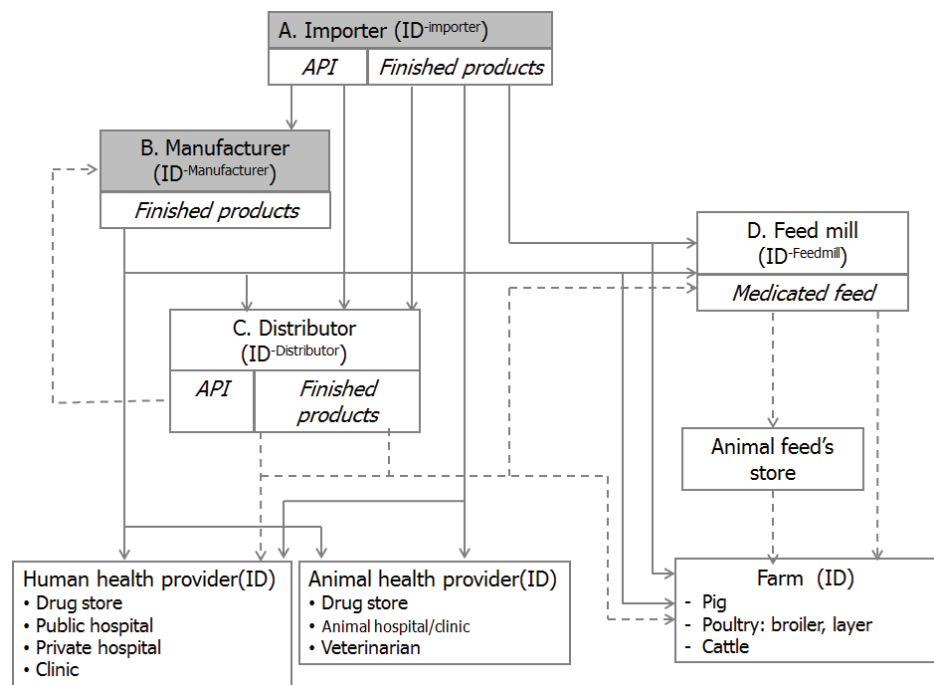 A. Importer (ID-importer)
API
Finished products
B. Manufacturer
(ID-Manufacturer)
Finished products
D. Feed mill
(ID-Feedmill)
Medicated feed
C. Distributor
(ID-Distributor)
API
Finished
products
Animal feed's
store
Human health provider(ID)
• Drug store
• Public hospital
• Private hospital
• Clinic
Animal health provider(ID)
• Drug store
• Animal hospital/clinic
• Veterinarian
Farm (ID)
- Pig
- Poultry: broiler, layer
- Cattle